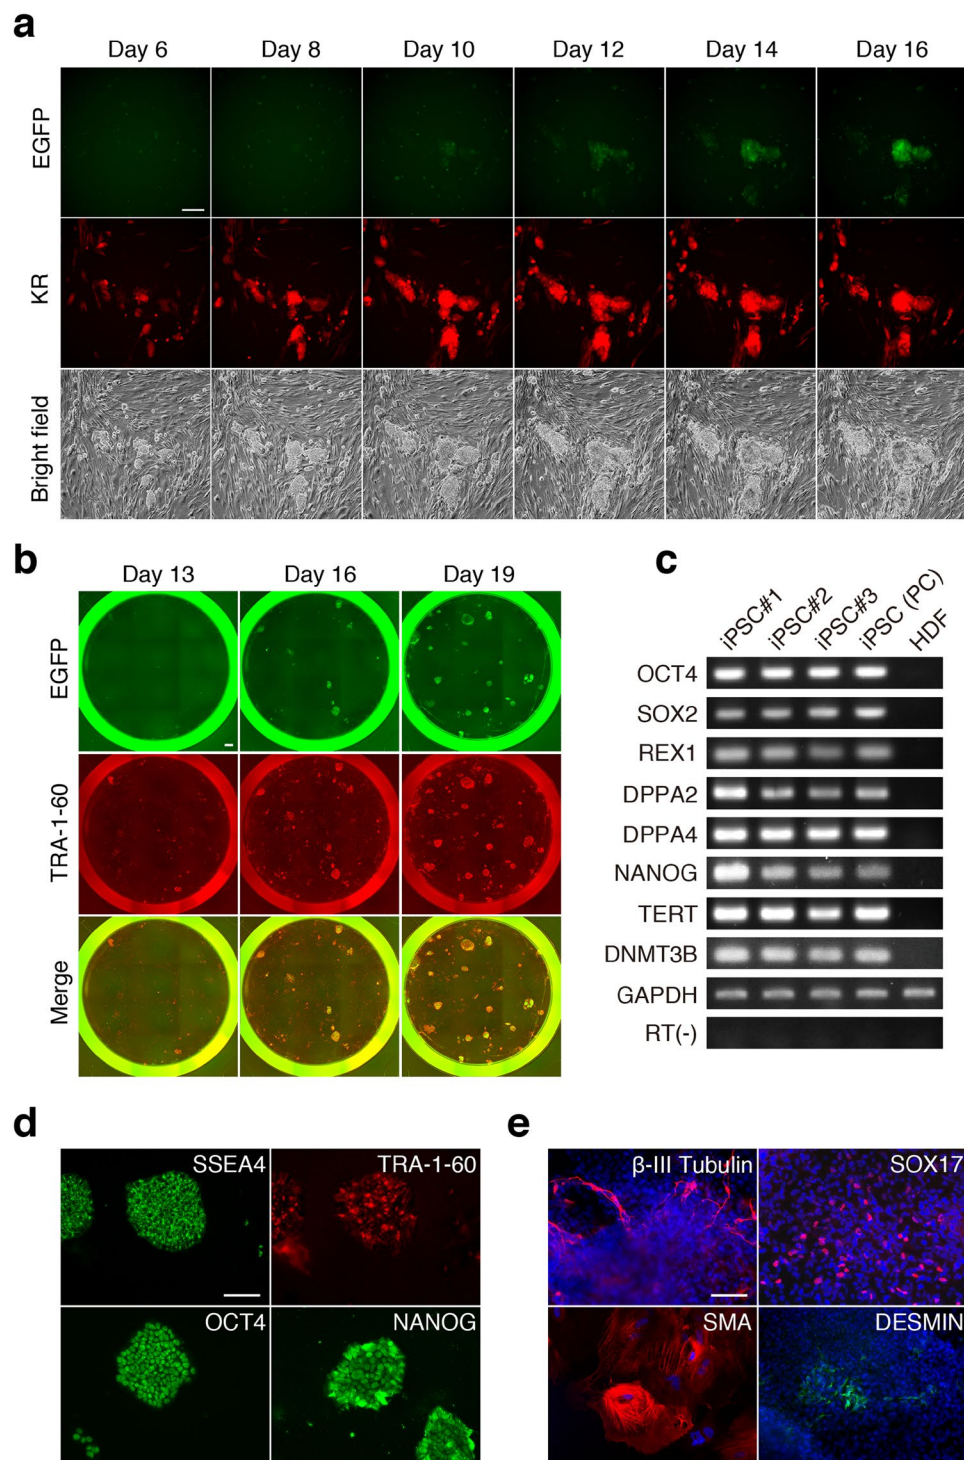 a
Day 6 Day 8 Day 10 Day 12 Day 14 Day 16
EGFP
KR
Bright field
b
Day 13 Day 16 Day 19
EGFP
TRA-1-60
Merge
c
iPSC#1 iPSC#2 iPSC#3 iPSC (PC) HDF
OCT4
SOX2
REX1
DPPA2
DPPA4
NANOG
TERT
DNMT3B
GAPDH
RT(-)
d
SSEA4 TRA-1-60
OCT4 NANOG
e
β-III Tubulin SOX17
SMA DESMIN